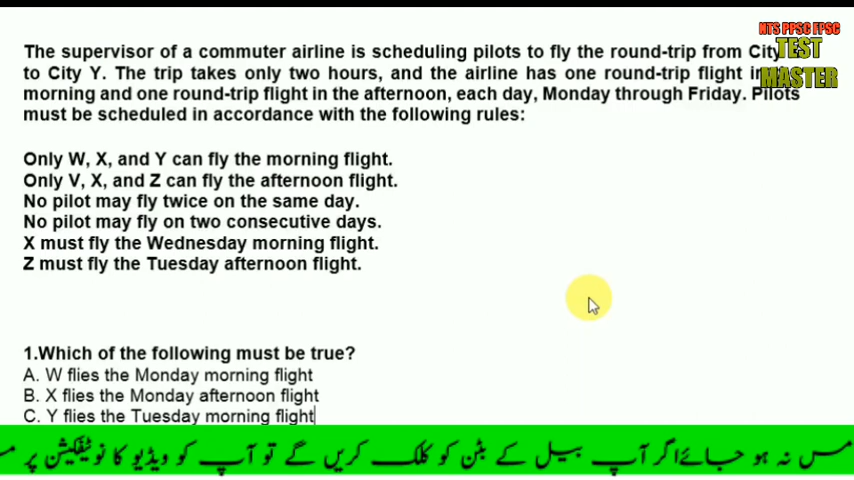 NTS PPSC FPSC
TEST
MASTER
The supervisor of a commuter airline is scheduling pilots to fly the round-trip from City
to City Y. The trip takes only two hours, and the airline has one round-trip flight in
morning and one round-trip flight in the afternoon, each day, Monday through Friday. Pilots
must be scheduled in accordance with the following rules:
Only W, X, and Y can fly the morning flight.
Only V, X, and Z can fly the afternoon flight.
No pilot may fly twice on the same day.
No pilot may fly on two consecutive days.
X must fly the Wednesday morning flight.
Z must fly the Tuesday afternoon flight.
1.Which of the following must be true?
A. W flies the Monday morning flight
B. X flies the Monday afternoon flight
C. Y flies the Tuesday morning flight
مس نہ ہو جائے اگر آپ بیل کے بٹن کو کلک کریں گے تو آپ کو ویڈیو کا نوٹیفکیشن پر